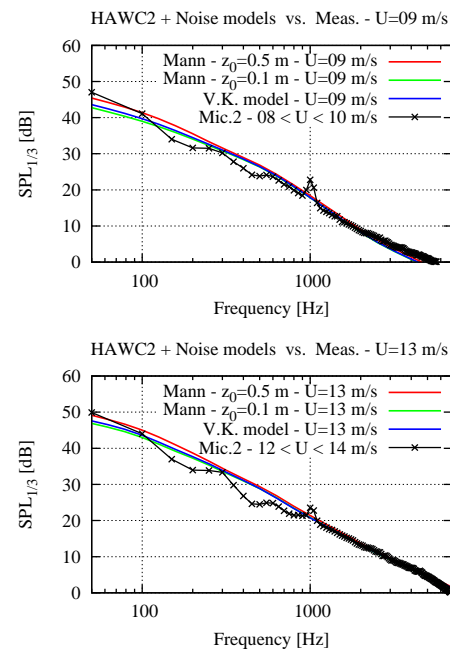 HAWC2 + Noise models vs. Meas. - U=09 m/s
60
50
40
30
20
10
0
SPL1/3 [dB]
Mann - z0=0.5 m - U=09 m/s
Mann - z0=0.1 m - U=09 m/s
V.K. model - U=09 m/s
Mic.2 - 08 < U < 10 m/s
100
1000
Frequency [Hz]
HAWC2 + Noise models vs. Meas. - U=13 m/s
60
50
40
30
20
10
0
SPL1/3 [dB]
Mann - z0=0.5 m - U=13 m/s
Mann - z0=0.1 m - U=13 m/s
V.K. model - U=13 m/s
Mic.2 - 12 < U < 14 m/s
100
1000
Frequency [Hz]